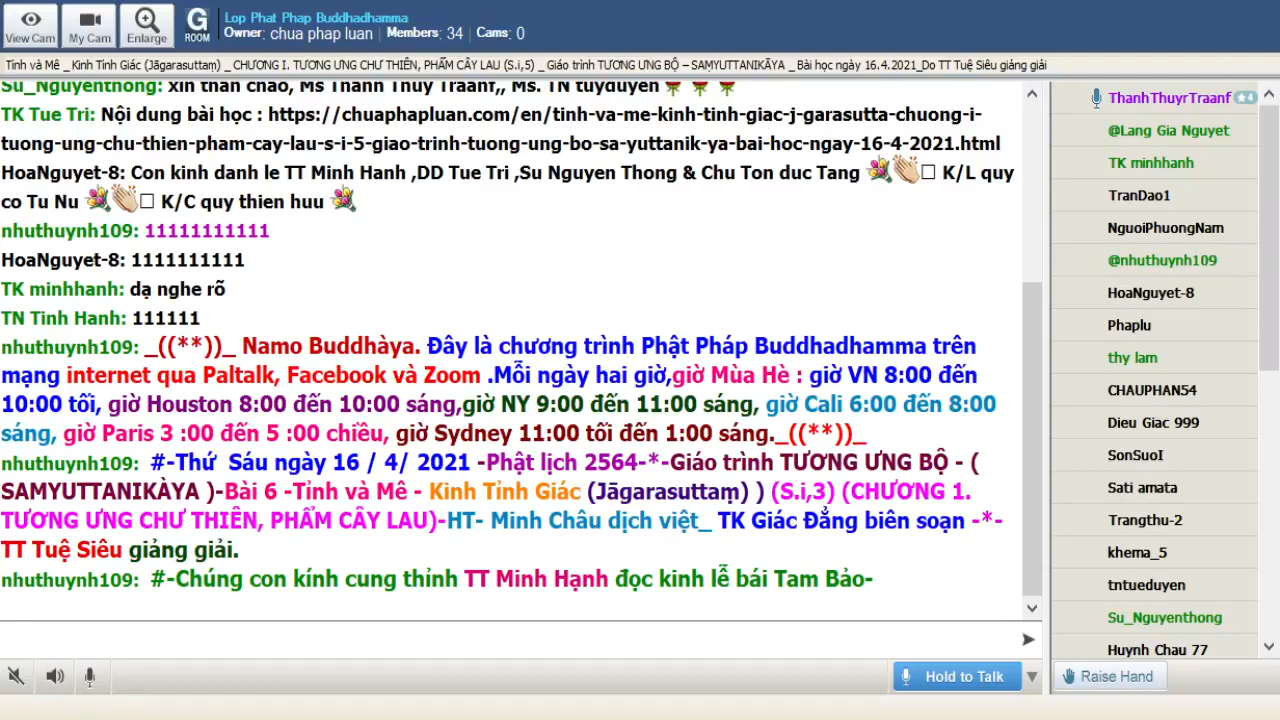 View Cam
My Cam
Enlarge
G
ROOM
Lop Phat Phap Buddhadhamma
Owner: chua phap luan | Members: 34 | Cams: 0
Tỉnh và Mê _Kinh Tỉnh Giác (Jāgarasuttaṃ) _ CHƯƠNG I. TƯƠNG ƯNG CHƯ THIÊN, PHẨM CÂY LAU (S.i,5) _ Giáo trình TƯƠNG ƯNG BỘ – SAṂYUTTANIKĀYA _ Bài học ngày 16.4.2021_Do TT Tuệ Siêu giảng giải
Su_Nguyenthong: xin thân chào, Ms Thanh Thuy Traanf,, Ms. TN tuyduyen
TK Tue Tri: Nội dung bài học : https://chuaphapluan.com/en/tinh-va-me-kinh-tinh-giac-j-garasutta-chuong-i-
tuong-ung-chu-thien-pham-cay-lau-s-i-5-giao-trinh-tuong-ung-bo-sa-yuttanik-ya-bai-hoc-ngay-16-4-2021.html
HoaNguyet-8: Con kinh danh le TT Minh Hanh ,DD Tue Tri ,Su Nguyen Thong & Chu Ton duc Tang K/L quy
co Tu Nu K/C quy thien huu
nhuthuynh109: 11111111111
HoaNguyet-8: 1111111111
TK minhhanh: dạ nghe rõ
TN Tinh Hanh: 111111
nhuthuynh109: _((**))_ Namo Buddhàya. Đây là chương trình Phật Pháp Buddhadhamma trên
mạng internet qua Paltalk, Facebook và Zoom .Mỗi ngày hai giờ,giờ Mùa Hè : giờ VN 8:00 đến
10:00 tối, giờ Houston 8:00 đến 10:00 sáng,giờ NY 9:00 đến 11:00 sáng, giờ Cali 6:00 đến 8:00
sáng, giờ Paris 3 :00 đến 5 :00 chiều, giờ Sydney 11:00 tối đến 1:00 sáng._((**))_
nhuthuynh109: #-Thứ Sáu ngày 16 / 4/ 2021 -Phật lịch 2564-*-Giáo trình TƯƠNG ƯNG BỘ - (
SAMYUTTANIKÀYA )-Bài 6 -Tỉnh và Mê - Kinh Tỉnh Giác (Jāgarasuttaṃ) ) (S.i,3) (CHƯƠNG 1.
TƯƠNG ƯNG CHƯ THIÊN, PHẨM CÂY LAU)-HT- Minh Châu dịch việt_ TK Giác Đẳng biên soạn -*-
TT Tuệ Siêu giảng giải.
nhuthuynh109: #-Chúng con kính cung thỉnh TT Minh Hạnh đọc kinh lễ bái Tam Bảo-
Hold to Talk
ThanhThuyrTraanf 4
@Lang Gia Nguyet
TK minhhanh
TranDao1
NguoiPhuongNam
@nhuthuynh109
HoaNguyet-8
Phaplu
thy lam
CHAUPHAN54
Dieu Giac 999
SonSuoI
Sati amata
Trangthu-2
khema_5
tntueduyen
Su_Nguyenthong
Huynh Chau 77
Raise Hand